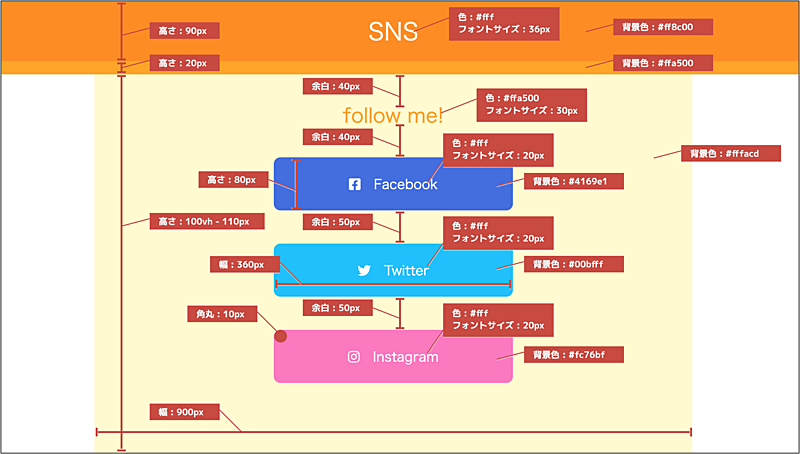 色：#fff
フォントサイズ：36px
SNS
高さ：90px
背景色：#ff8c00
高さ：20px
背景色：#ffa500
余白：40px
色：#ffa500
フォントサイズ：30px
follow me!
余白：40px
色：#fff
フォントサイズ：20px
背景色：#fffacd
高さ：80px
Facebook
背景色：#4169e1
高さ：100vh - 110px
余白：50px
色：#fff
フォントサイズ：20px
幅：360px
Twitter
背景色：#00bfff
余白：50px
角丸：10px
色：#fff
フォントサイズ：20px
Instagram
背景色：#fc76bf
幅：900px